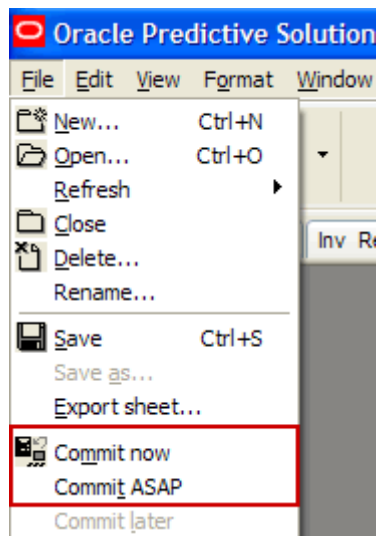 Oracle Predictive Solution
File Edit View Format Window
New... Ctrl+N
Open... Ctrl+O
Refresh
Close
Inv Re
Delete...
Rename...
Save Ctrl+S
Save as...
Export sheet...
Commit now
Commit ASAP
Commit later